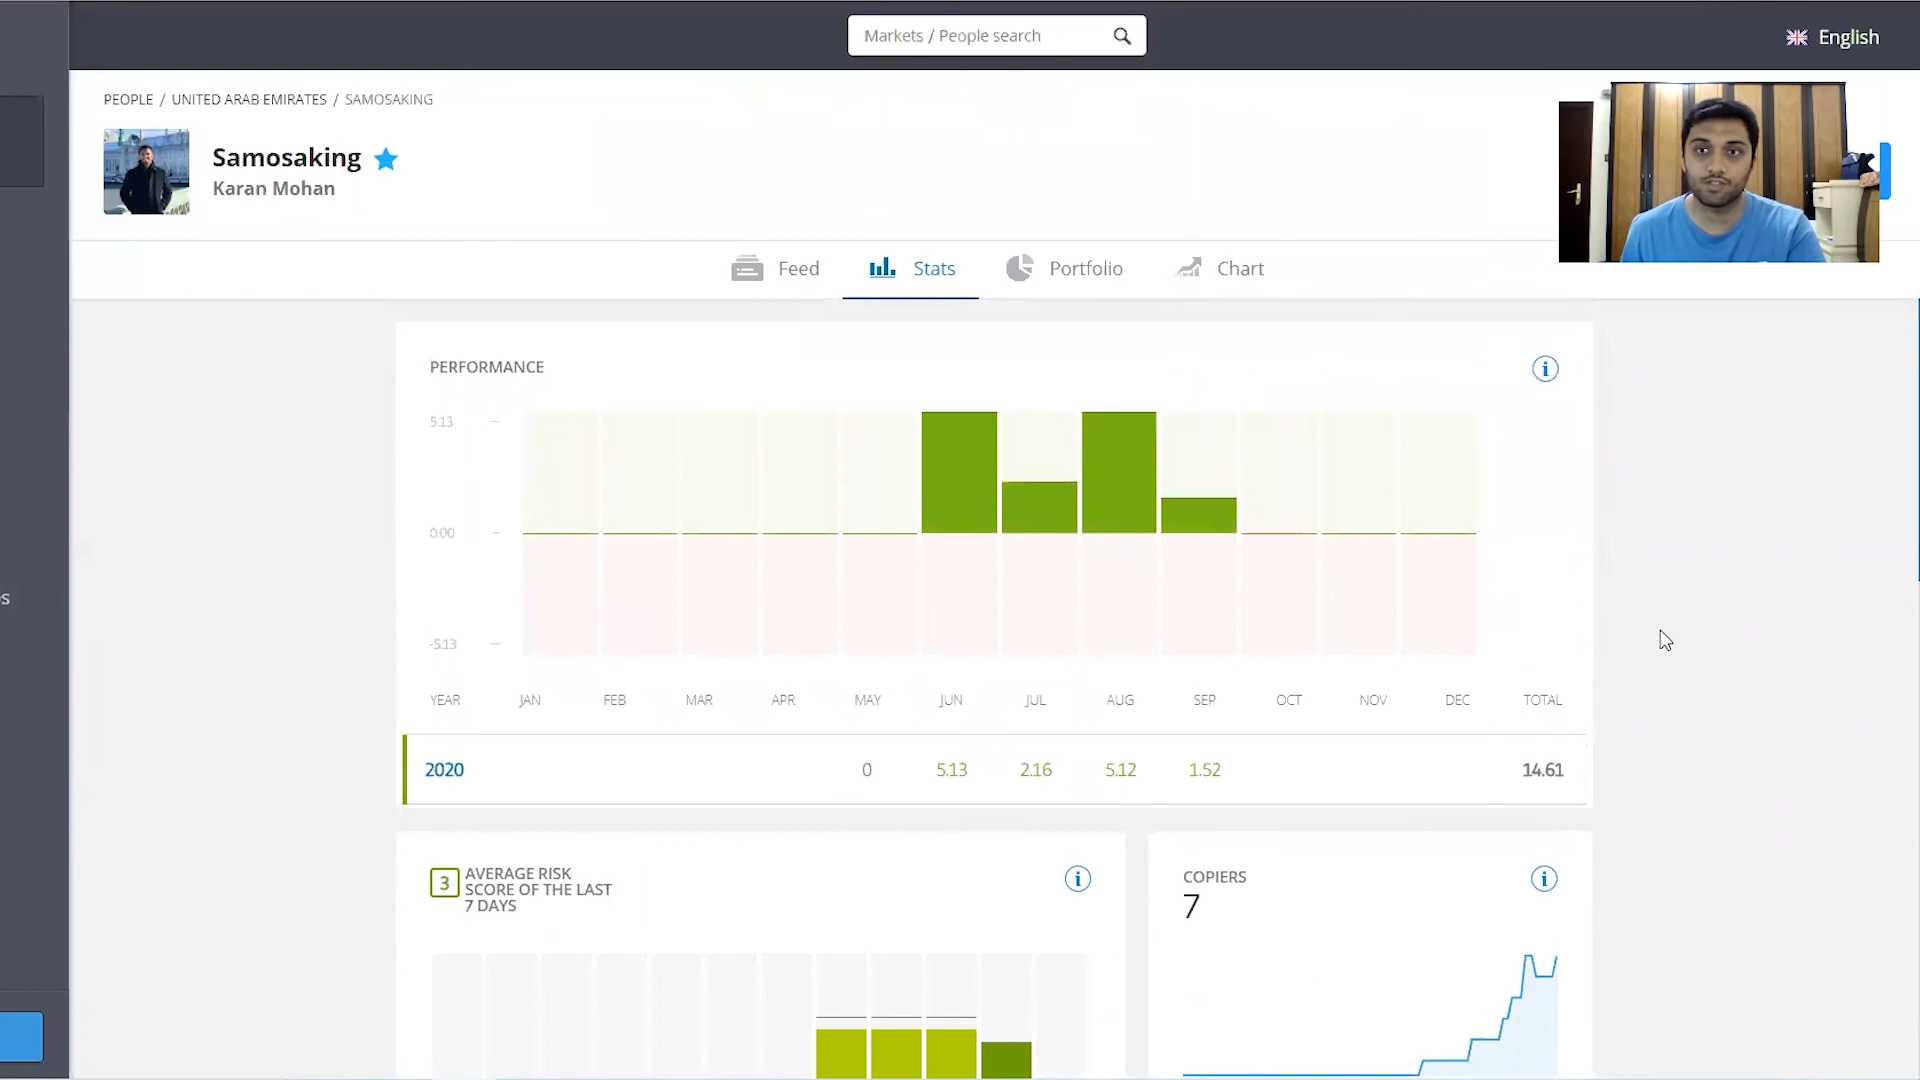 Markets / People search
English
PEOPLE / UNITED ARAB EMIRATES / SAMOSAKING
Samosaking
Karan Mohan
Feed
Stats
Portfolio
Chart
PERFORMANCE
5.13
0.00
-5.13
YEAR JAN FEB MAR APR MAY JUN JUL AUG SEP OCT NOV DEC TOTAL
2020 0 5.13 2.16 5.12 1.52 14.61
3 AVERAGE RISK
SCORE OF THE LAST
7 DAYS
COPIERS
7